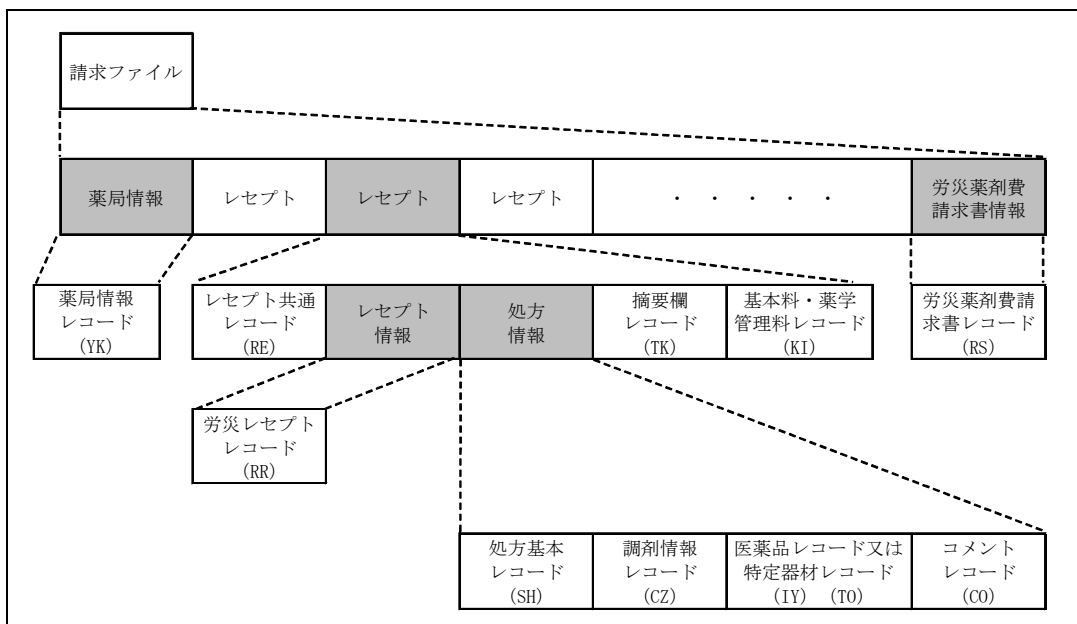 請求ファイル
薬局情報
レセプト
レセプト
レセプト
・ ・ ・ ・ ・
労災薬剤費
請求書情報
薬局情報
レコード
(YK)
レセプト共通
レコード
(RE)
レセプト
情報
処方
情報
摘要欄
レコード
(TK)
基本料・薬学
管理料レコード
(KI)
労災薬剤費請
求書レコード
(RS)
労災レセプト
レコード
(RR)
処方基本
レコード
(SH)
調剤情報
レコード
(CZ)
医薬品レコード又は
特定器材レコード
(IY) (TO)
コメント
レコード
(CO)